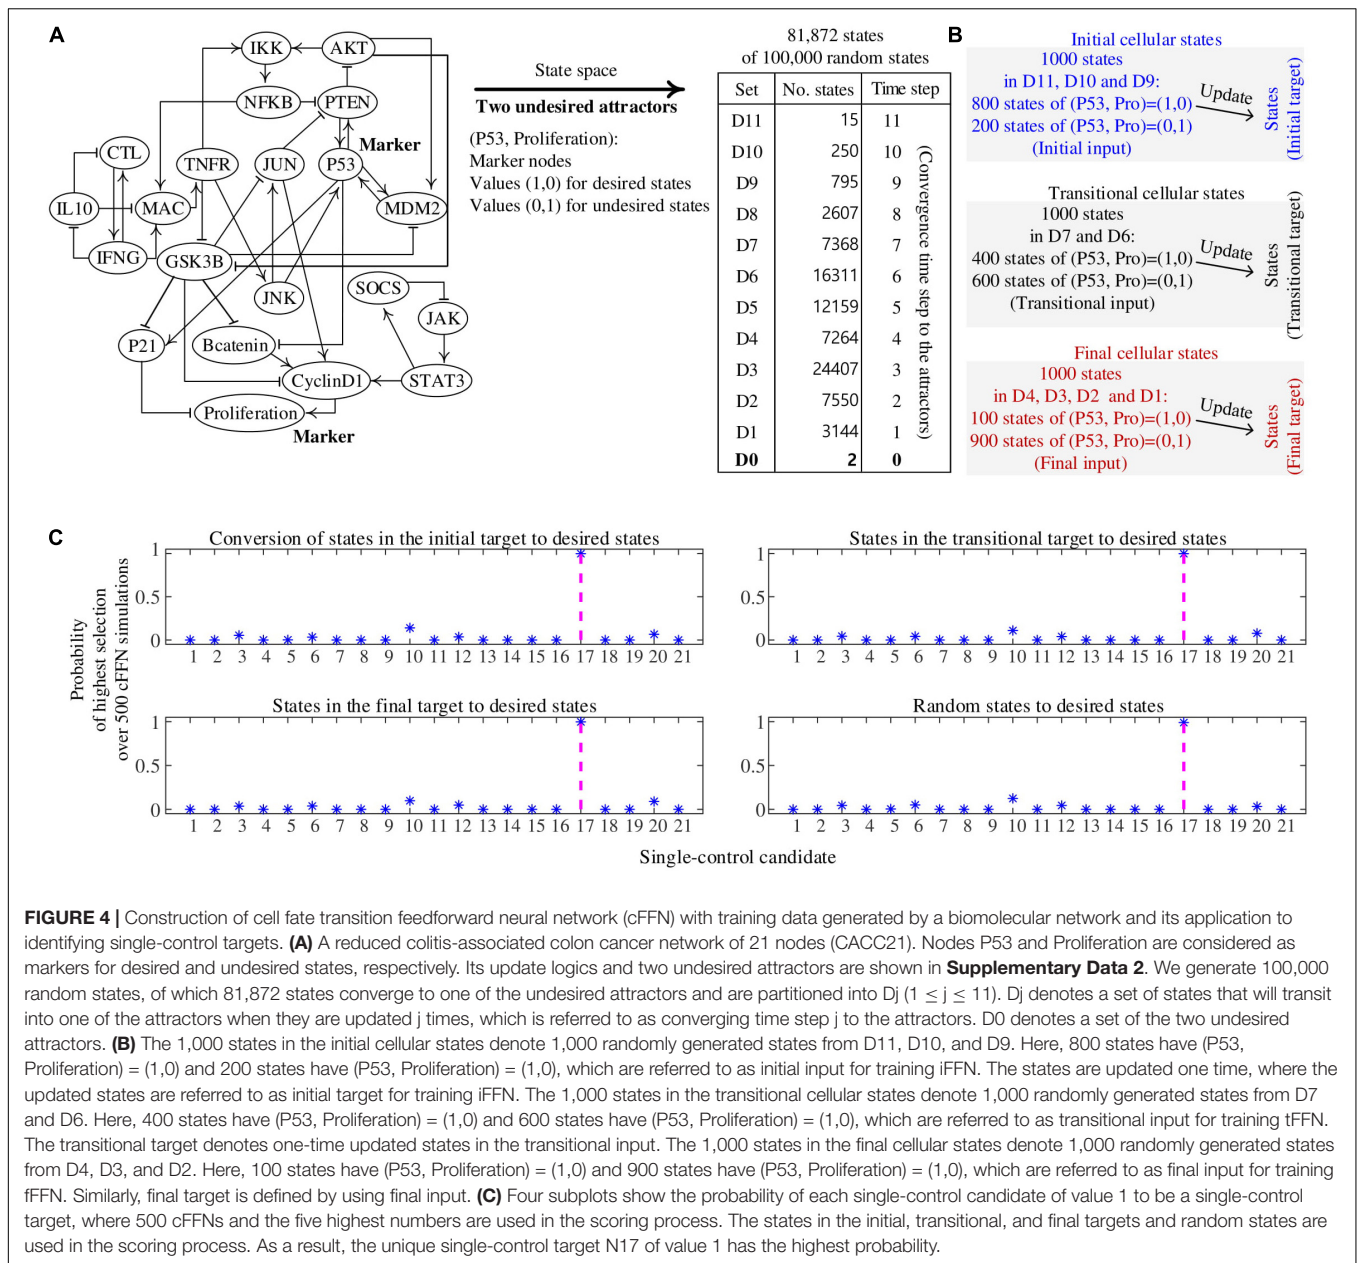 A
IKK
AKT
NFKB
PTEN
Marker
CTL
TNFR
JUN
P53
IL10
MAC
MDM2
IFNG
GSK3B
JNK
SOCS
JAK
P21
Bcatenin
CyclinD1
STAT3
Proliferation
Marker
State space
Two undesired attractors
(P53, Proliferation):
Marker nodes
Values (1,0) for desired states
Values (0,1) for undesired states
81,872 states
of 100,000 random states
Set No. states Time step
D11 15 11
D10 250 10
D9 795 9
D8 2607 8
D7 7368 7
D6 16311 6
D5 12159 5
D4 7264 4
D3 24407 3
D2 7550 2
D1 3144 1
D0 2 0
(Convergence time step to the attractors)
B
Initial cellular states
1000 states
in D11, D10 and D9:
800 states of (P53, Pro)=(1,0)
200 states of (P53, Pro)=(0,1)
(Initial input)
Update
States
(Initial target)
Transitional cellular states
1000 states
in D7 and D6:
400 states of (P53, Pro)=(1,0)
600 states of (P53, Pro)=(0,1)
(Transitional input)
Update
States
(Transitional target)
Final cellular states
1000 states
in D4, D3, D2 and D1:
100 states of (P53, Pro)=(1,0)
900 states of (P53, Pro)=(0,1)
(Final input)
Update
States
(Final target)
C
Probability
of highest selection
over 500 cFFN simulations
Conversion of states in the initial target to desired states
1
0.5
0
1 2 3 4 5 6 7 8 9 10 11 12 13 14 15 16 17 18 19 20 21
States in the transitional target to desired states
1
0.5
0
1 2 3 4 5 6 7 8 9 10 11 12 13 14 15 16 17 18 19 20 21
States in the final target to desired states
1
0.5
0
1 2 3 4 5 6 7 8 9 10 11 12 13 14 15 16 17 18 19 20 21
Random states to desired states
1
0.5
0
1 2 3 4 5 6 7 8 9 10 11 12 13 14 15 16 17 18 19 20 21
Single-control candidate
FIGURE 4 | Construction of cell fate transition feedforward neural network (cFFN) with training data generated by a biomolecular network and its application to
identifying single-control targets. (A) A reduced colitis-associated colon cancer network of 21 nodes (CACC21). Nodes P53 and Proliferation are considered as
markers for desired and undesired states, respectively. Its update logics and two undesired attractors are shown in Supplementary Data 2. We generate 100,000
random states, of which 81,872 states converge to one of the undesired attractors and are partitioned into Dj (1 ≤ j ≤ 11). Dj denotes a set of states that will transit
into one of the attractors when they are updated j times, which is referred to as converging time step j to the attractors. D0 denotes a set of the two undesired
attractors. (B) The 1,000 states in the initial cellular states denote 1,000 randomly generated states from D11, D10, and D9. Here, 800 states have (P53,
Proliferation) = (1,0) and 200 states have (P53, Proliferation) = (1,0), which are referred to as initial input for training iFFN. The states are updated one time, where the
updated states are referred to as initial target for training iFFN. The 1,000 states in the transitional cellular states denote 1,000 randomly generated states from D7
and D6. Here, 400 states have (P53, Proliferation) = (1,0) and 600 states have (P53, Proliferation) = (1,0), which are referred to as transitional input for training tFFN.
The transitional target denotes one-time updated states in the transitional input. The 1,000 states in the final cellular states denote 1,000 randomly generated states
from D4, D3, and D2. Here, 100 states have (P53, Proliferation) = (1,0) and 900 states have (P53, Proliferation) = (1,0), which are referred to as final input for training
fFFN. Similarly, final target is defined by using final input. (C) Four subplots show the probability of each single-control candidate of value 1 to be a single-control
target, where 500 cFFNs and the five highest numbers are used in the scoring process. The states in the initial, transitional, and final targets and random states are
used in the scoring process. As a result, the unique single-control target N17 of value 1 has the highest probability.